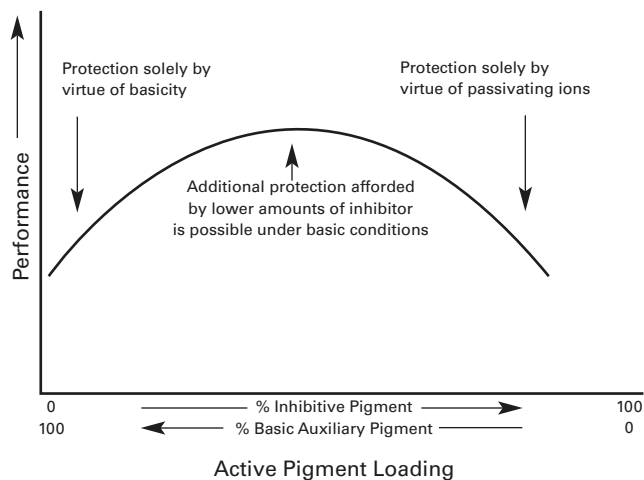 Performance
Protection solely by
virtue of basicity
Protection solely by
virtue of passivating ions
Additional protection afforded
by lower amounts of inhibitor
is possible under basic conditions
0 % Inhibitive Pigment 100
100 % Basic Auxiliary Pigment 0
Active Pigment Loading